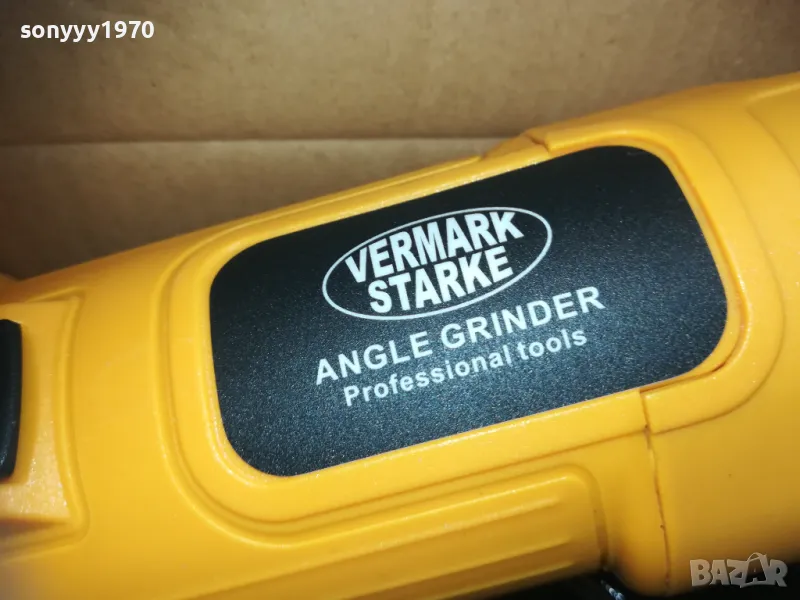 sonyyy1970
VERMARK
STARKE
ANGLE GRINDER
Professional tools
BAZAR